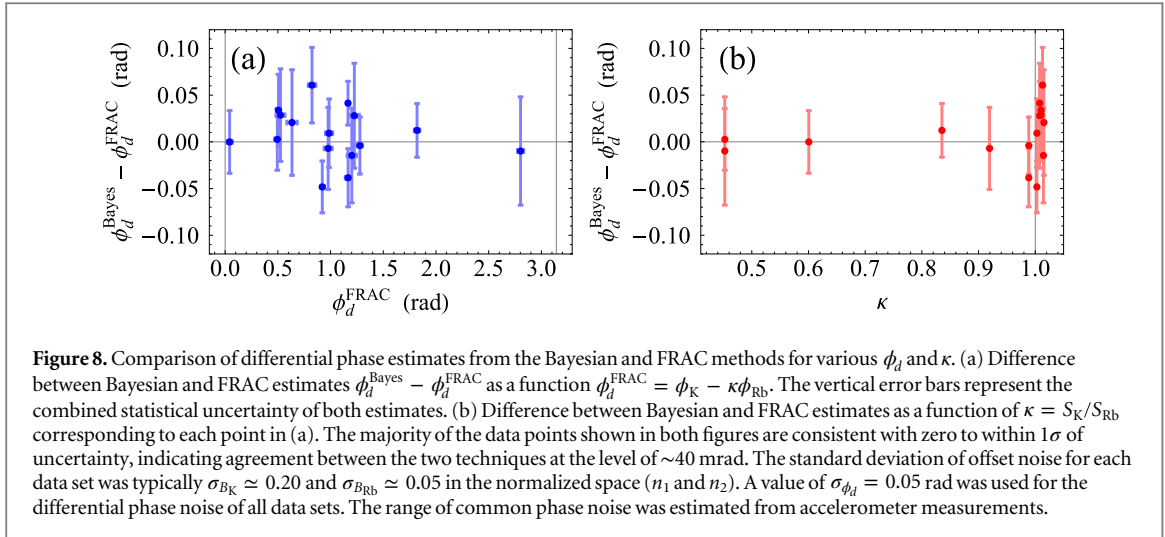 (a)
ϕ_d^Bayes − ϕ_d^FRAC (rad)
0.10
0.05
0.00
−0.05
−0.10
0.0 0.5 1.0 1.5 2.0 2.5 3.0
ϕ_d^FRAC (rad)
(b)
ϕ_d^Bayes − ϕ_d^FRAC (rad)
0.10
0.05
0.00
−0.05
−0.10
0.5 0.6 0.7 0.8 0.9 1.0
κ
Figure 8. Comparison of differential phase estimates from the Bayesian and FRAC methods for various ϕ_d and κ. (a) Difference
between Bayesian and FRAC estimates ϕ_d^Bayes − ϕ_d^FRAC as a function ϕ_d^FRAC = ϕ_K − κϕ_Rb. The vertical error bars represent the
combined statistical uncertainty of both estimates. (b) Difference between Bayesian and FRAC estimates as a function of κ = S_K/S_Rb
corresponding to each point in (a). The majority of the data points shown in both figures are consistent with zero to within 1σ of
uncertainty, indicating agreement between the two techniques at the level of ~40 mrad. The standard deviation of offset noise for each
data set was typically σ_B_K ≃ 0.20 and σ_B_Rb ≃ 0.05 in the normalized space (n_1 and n_2). A value of σ_ϕ_d = 0.05 rad was used for the
differential phase noise of all data sets. The range of common phase noise was estimated from accelerometer measurements.